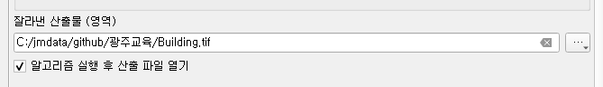 잘라낸 산출물 (영역)
C:/jmdata/github/광주교육/Building.tif
알고리즘 실행 후 산출 파일 열기